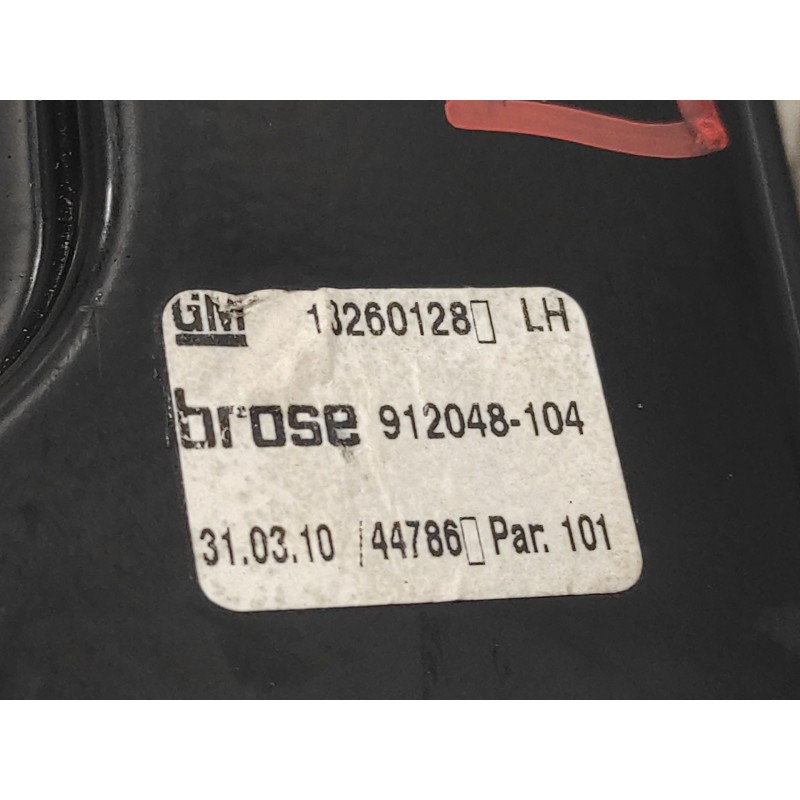 GM 13260128 LH
brose 912048-104
31.03.10 /44786 Par. 101